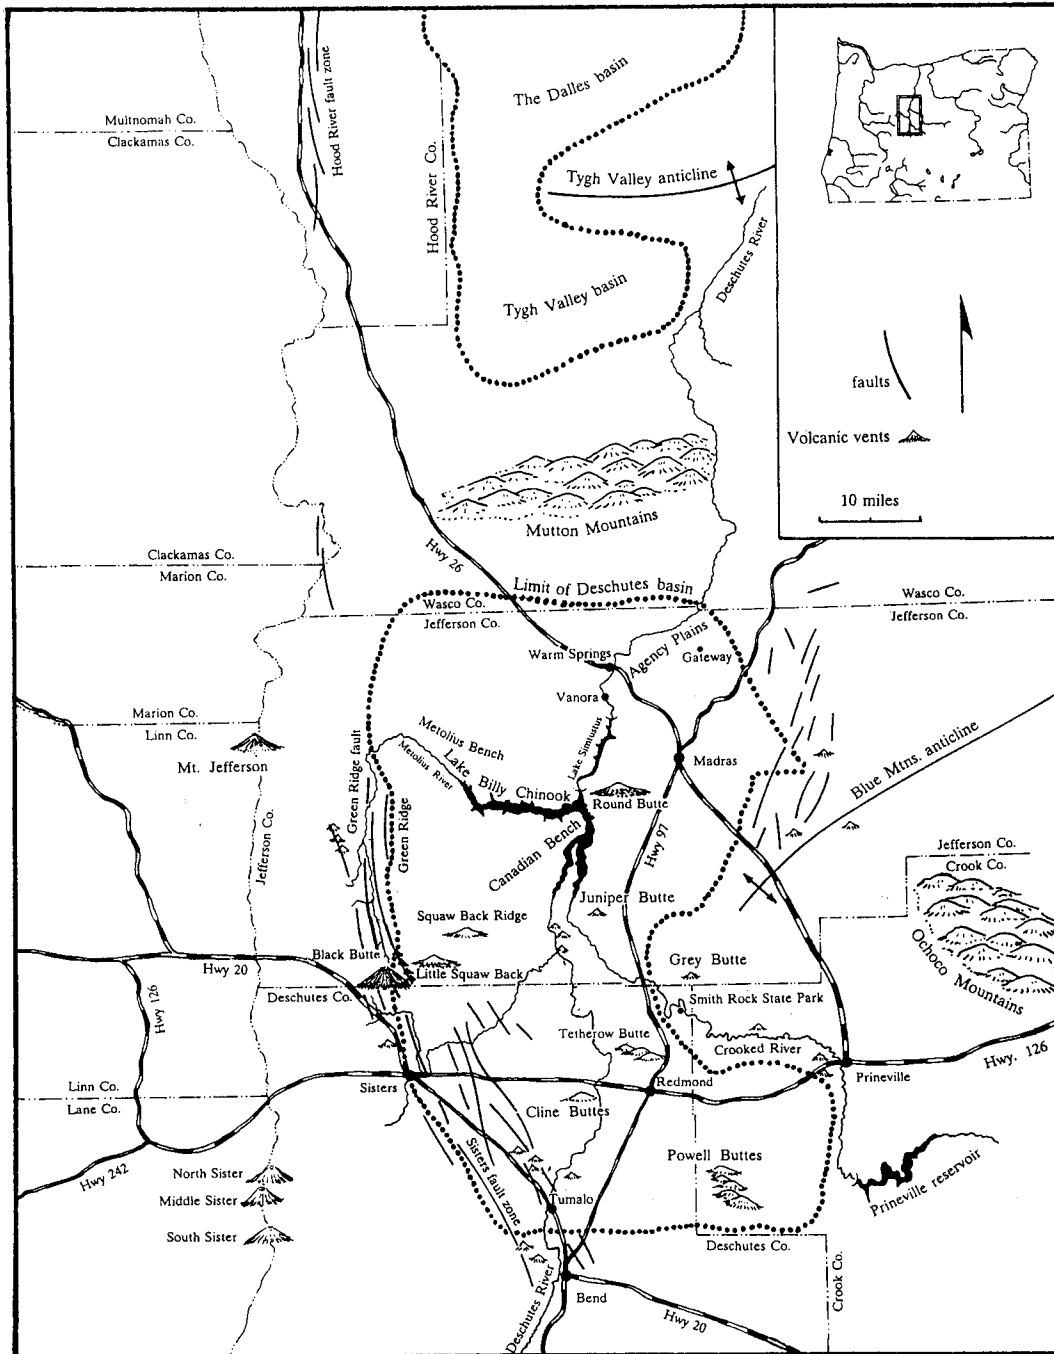 Multnomah Co.
Clackamas Co.
Hood River fault zone
Hood River Co.
The Dalles basin
Tygh Valley anticline
Deschutes River
Tygh Valley basin
faults
Volcanic vents
10 miles
Mutton Mountains
Hwy 26
Clackamas Co.
Marion Co.
Limit of Deschutes basin
Wasco Co.
Jefferson Co.
Wasco Co.
Jefferson Co.
Warm Springs
Agency Plains
Gateway
Vanora
Marion Co.
Linn Co.
Mt. Jefferson
Jefferson Co.
Green Ridge fault
Green Ridge
Metolius Bench
Metolius River
Lake Billy Chinook
Lake Simtustus
Round Butte
Madras
Hwy 97
Blue Mtns. anticline
Canadian Bench
Juniper Butte
Jefferson Co.
Crook Co.
Ochoco Mountains
Squaw Back Ridge
Black Butte
Little Squaw Back
Grey Butte
Hwy 20
Hwy 126
Deschutes Co.
Smith Rock State Park
Tetherow Butte
Crooked River
Hwy. 126
Linn Co.
Lane Co.
Sisters
Redmond
Prineville
Cline Buttes
Hwy 242
North Sister
Middle Sister
South Sister
Sisters fault zone
Powell Buttes
Prineville reservoir
Tumalo
Deschutes Co.
Crook Co.
Deschutes River
Bend
Hwy 20